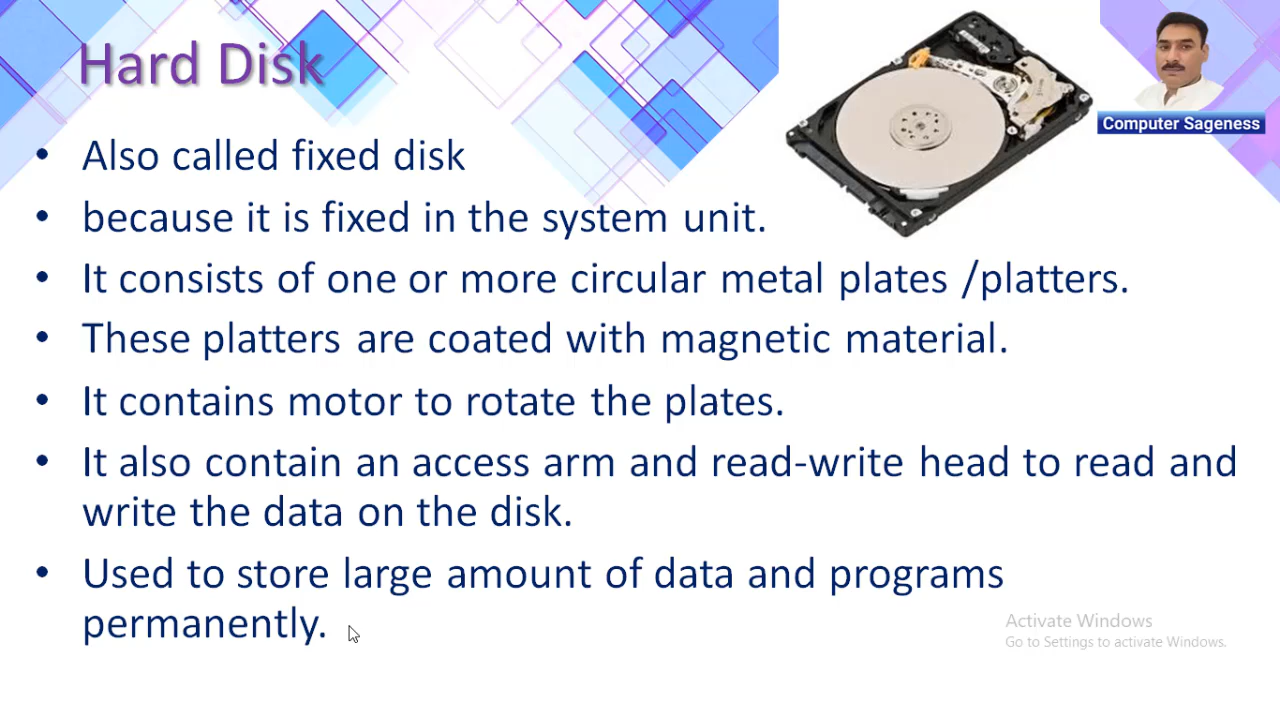 Hard Disk
Computer Sageness
• Also called fixed disk
• because it is fixed in the system unit.
• It consists of one or more circular metal plates /platters.
• These platters are coated with magnetic material.
• It contains motor to rotate the plates.
• It also contain an access arm and read-write head to read and
write the data on the disk.
• Used to store large amount of data and programs
permanently.
Activate Windows
Go to Settings to activate Windows.